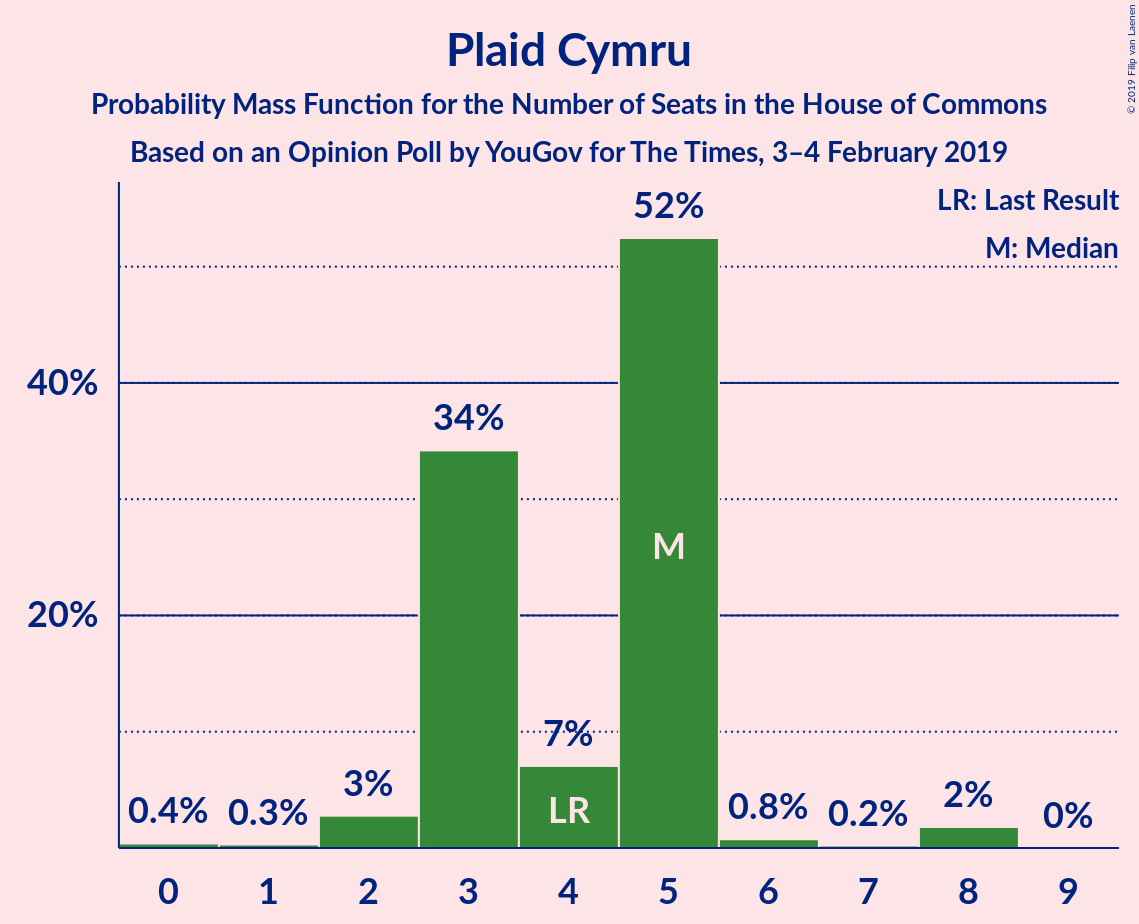 Plaid Cymru
Probability Mass Function for the Number of Seats in the House of Commons
Based on an Opinion Poll by YouGov for The Times, 3–4 February 2019
© 2019 Filip van Laenen
LR: Last Result
M: Median
40%
20%
0.4%
0.3%
3%
34%
7%
52%
0.8%
0.2%
2%
0%
LR
M
0 1 2 3 4 5 6 7 8 9